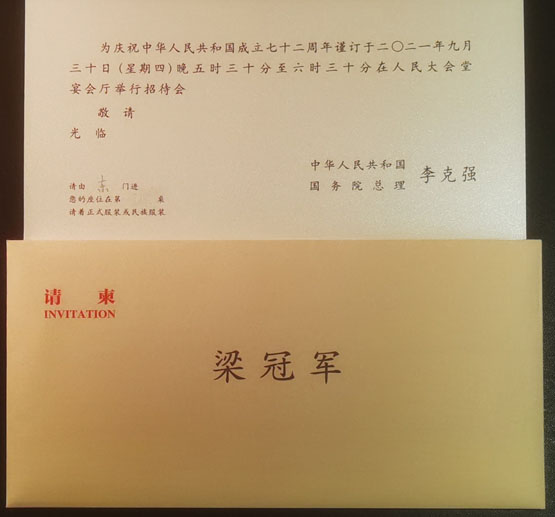 为庆祝中华人民共和国成立七十二周年谨订于二〇二一年九月
三十日(星期四)晚五时三十分至六时三十分在人民大会堂
宴会厅举行招待会
敬请
光临
中华人民共和国
国务院总理 李克强
请由 东 门进
您的座位在第 桌
请着正式服装或民族服装
请柬
INVITATION
梁冠军